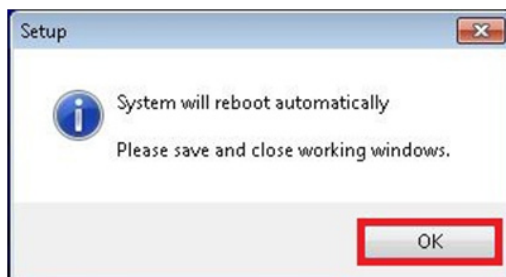 Setup
System will reboot automatically
Please save and close working windows.
OK